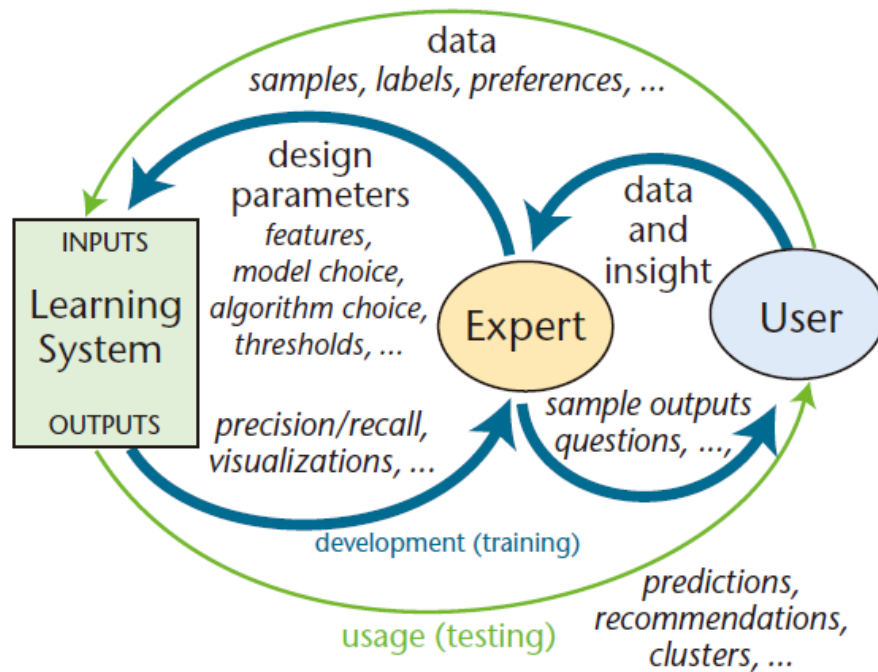 data
samples, labels, preferences, ...
design
parameters
features,
model choice,
algorithm choice,
thresholds, ...
data
and
insight
INPUTS
Learning
System
OUTPUTS
Expert
User
precision/recall,
visualizations, ...
sample outputs
questions, ...,
development (training)
usage (testing)
predictions,
recommendations,
clusters, ...